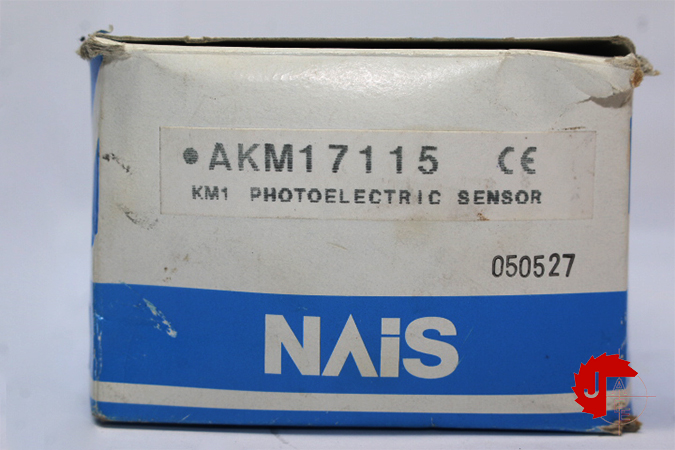 •AKM17115 CE
KM1 PHOTOELECTRIC SENSOR
050527
NAiS
J